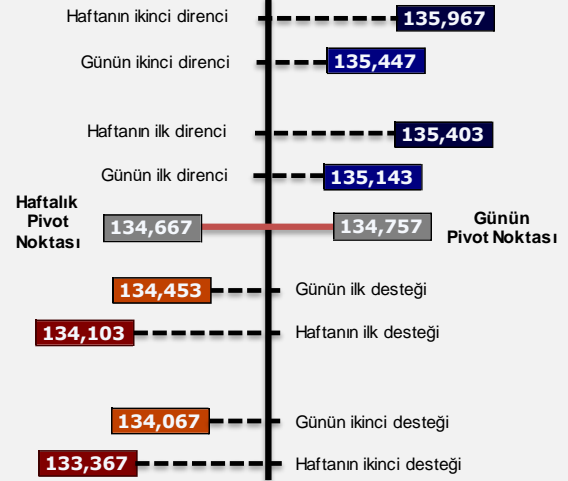 Haftanın ikinci direnci 135,967
Günün ikinci direnci 135,447
Haftanın ilk direnci 135,403
Günün ilk direnci 135,143
Haftalık
Pivot
Noktası
134,667 134,757
Günün
Pivot Noktası
134,453 Günün ilk desteği
134,103 Haftanın ilk desteği
134,067 Günün ikinci desteği
133,367 Haftanın ikinci desteği